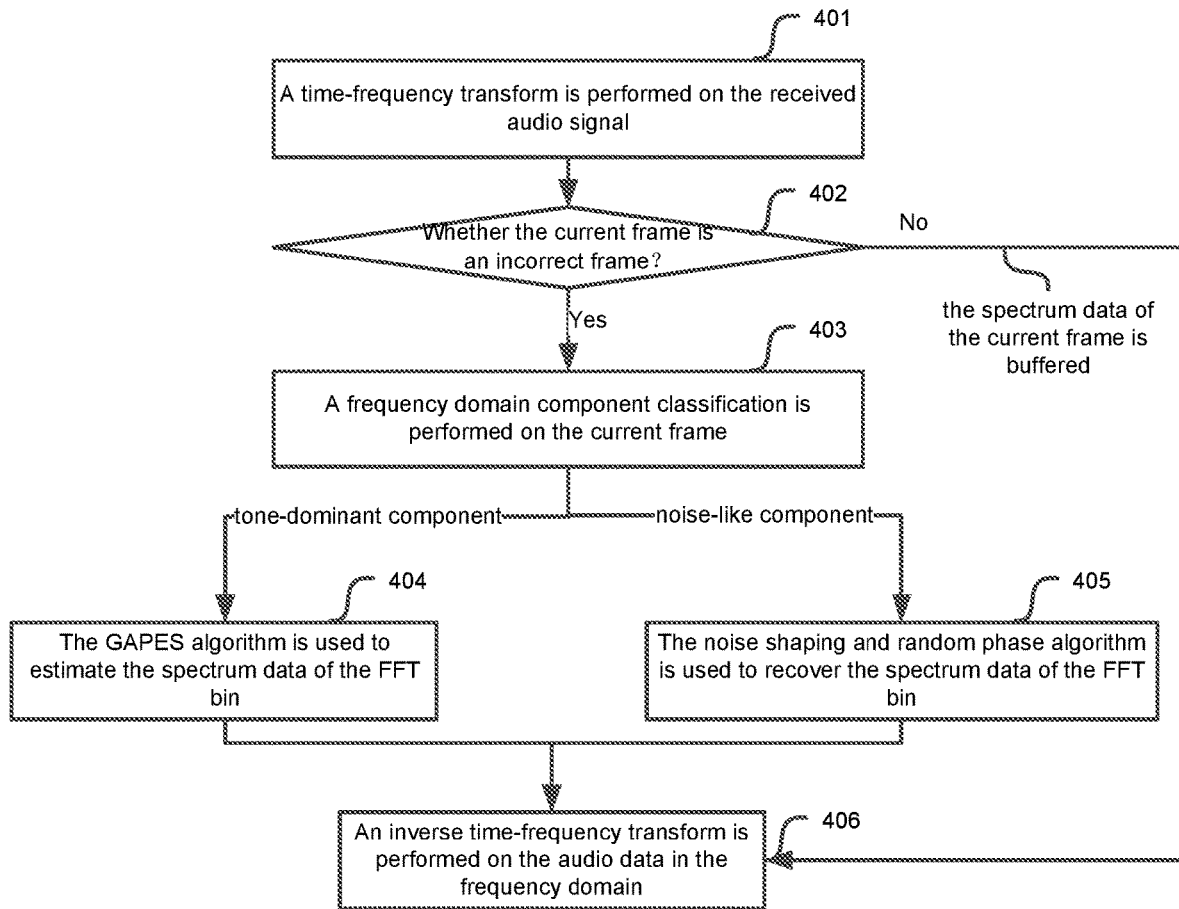 401
A time-frequency transform is performed on the received
audio signal
402
No
Whether the current frame is
an incorrect frame?
Yes
the spectrum data of
the current frame is
buffered
403
A frequency domain component classification is
performed on the current frame
tone-dominant component
noise-like component
404
405
The GAPES algorithm is used to
estimate the spectrum data of the FFT
bin
The noise shaping and random phase algorithm
is used to recover the spectrum data of the FFT
bin
406
An inverse time-frequency transform is
performed on the audio data in the
frequency domain